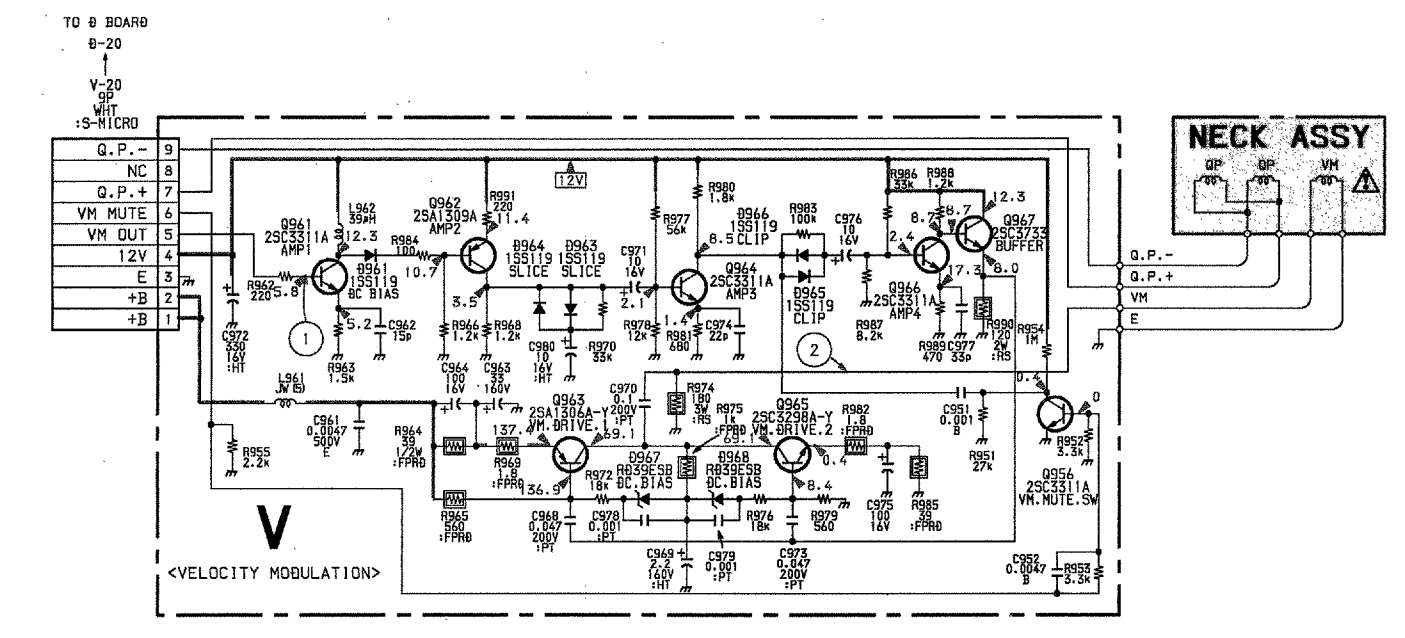 TO D BOARD
D-20
V-20
9P
WHT
:S-MICRO
Q.P.- 9
NC 8
Q.P.+ 7
VM MUTE 6
VM OUT 5
12V 4
E 3
+B 2
+B 1
NECK ASSY
QP QP VM
Q.P.-
Q.P.+
VM
E
12V
Q961
2SC3311A
AMP1
L962
39μH
12.3
D961
1SS119
DC BIAS
R962
220
5.8
5.2
1
R963
1.5k
C962
15p
C972
330
16V
:HT
R984
100
10.7
Q962
2SA1309A
AMP2
R991
220
11.4
3.5
R966
1.2k
R968
1.2k
D964
1SS119
SLICE
D963
1SS119
SLICE
C980
10
16V
:HT
R970
33k
C971
10
16V
2.1
R977
56k
R978
12k
R980
1.8k
8.5
Q964
2SC3311A
AMP3
1.4
R981
680
C974
22p
D966
1SS119
CLIP
R983
100k
D965
1SS119
CLIP
C976
10
16V
R986
33k
R987
8.2k
2.4
R988
1.2k
8.7
8.7
Q966
2SC3311A
AMP4
17.3
R989
470
C977
33p
12.3
Q967
2SC3733
BUFFER
8.0
R990
120
2W
:RS
R954
1M
2
L961
JW(5)
C961
0.0047
500V
E
R955
2.2k
C964
100
16V
C963
33
160V
R964
39
1/2W
:FPRD
R965
560
:FPRD
R969
1.8
:FPRD
137.4
Q963
2SA1306A-Y
VM.DRIVE.1
69.1
136.9
C970
0.1
200V
:PT
R974
180
3W
:RS
R975
1k
:FPRD
69.1
Q965
2SC3298A-Y
VM.DRIVE.2
R982
1.8
:FPRD
0.4
8.4
R972
18k
D967
RD39ESB
DC.BIAS
D968
RD39ESB
DC.BIAS
C968
0.047
200V
:PT
C978
0.001
:PT
C969
2.2
160V
:HT
C979
0.001
:PT
R976
18k
C973
0.047
200V
:PT
R979
560
C975
100
16V
R985
39
:FPRD
C951
0.001
B
R951
27k
0.4
0
R952
3.3k
Q956
2SC3311A
VM.MUTE.SW
C952
0.0047
B
R953
3.3k
V
<VELOCITY MODULATION>